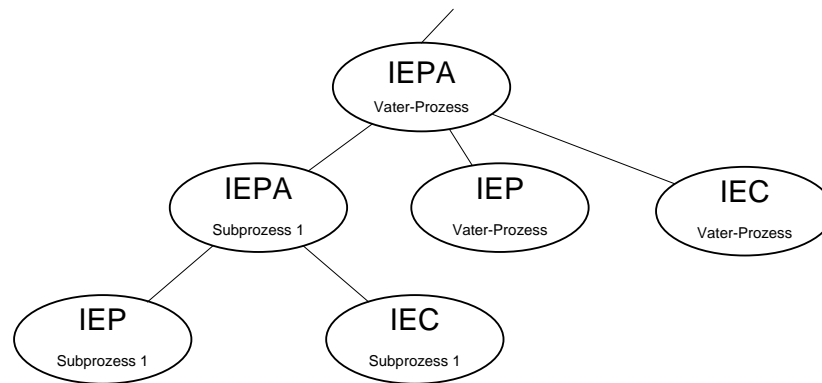 IEPA
Vater-Prozess
IEPA
Subprozess 1
IEP
Vater-Prozess
IEC
Vater-Prozess
IEP
Subprozess 1
IEC
Subprozess 1